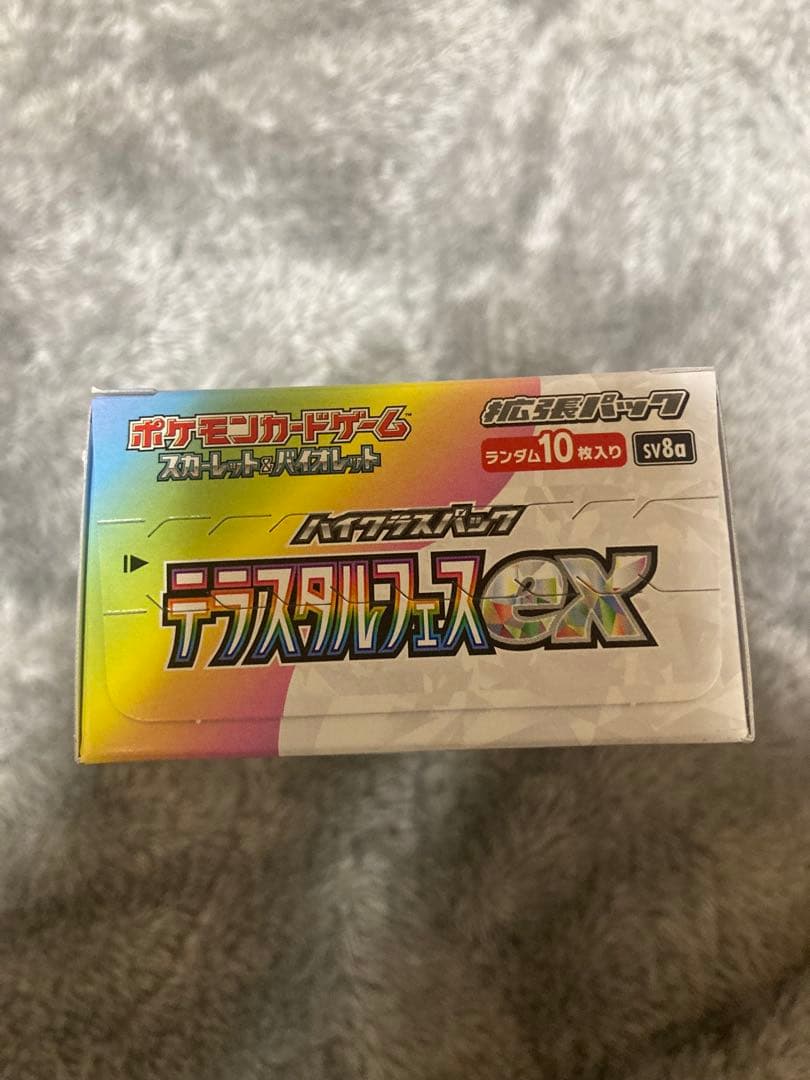 ポケモンカードゲーム™
スカーレット&バイオレット
拡張パック
ランダム10枚入り sv8a
ハイクラスパック
テラスタルフェスex